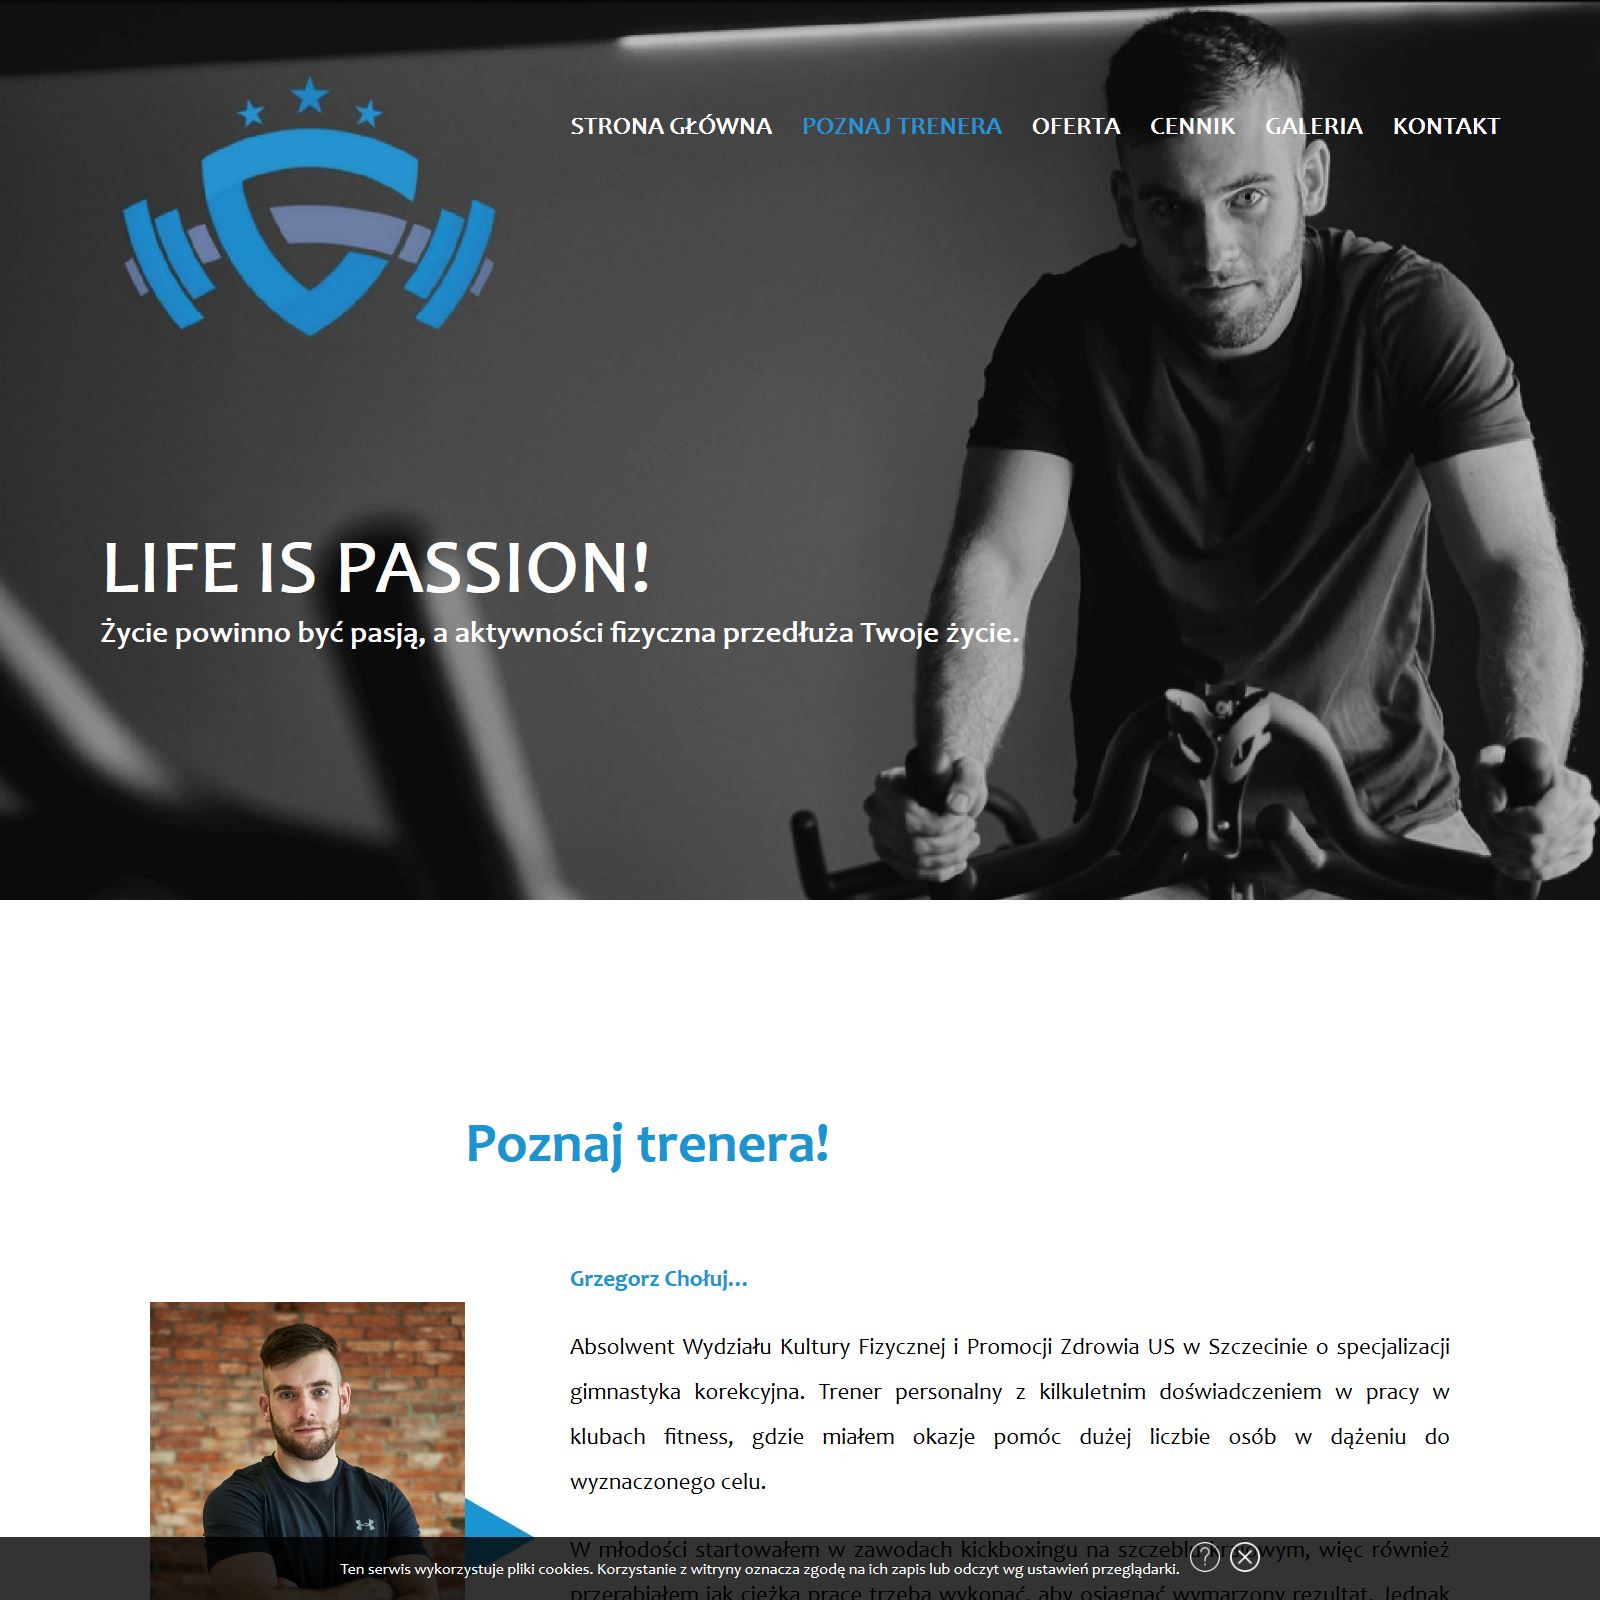 STRONA GŁÓWNA POZNAJ TRENERA OFERTA CENNIK GALERIA KONTAKT
LIFE IS PASSION!
Życie powinno być pasją, a aktywności fizyczna przedłuża Twoje życie.
Poznaj trenera!
Grzegorz Chołuj...
Absolwent Wydziału Kultury Fizycznej i Promocji Zdrowia US w Szczecinie o specjalizacji
gimnastyka korekcyjna. Trener personalny z kilkuletnim doświadczeniem w pracy w
klubach fitness, gdzie miałem okazje pomóc dużej liczbie osób w dążeniu do
wyznaczonego celu.
W młodości startowałem w zawodach kickboxingu na szczeblu krajowym, więc również
przerabiałem jak ciężką pracę trzeba wykonać, aby osiągnąć wymarzony rezultat. Jednak
Ten serwis wykorzystuje pliki cookies. Korzystanie z witryny oznacza zgodę na ich zapis lub odczyt wg ustawień przeglądarki.